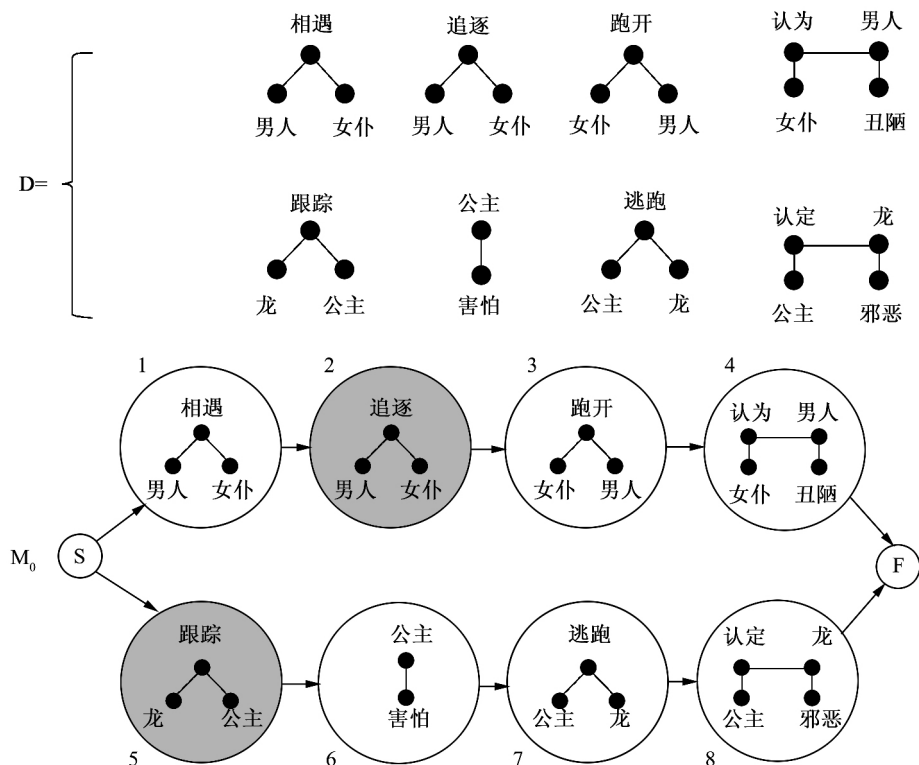 相遇 追逐 跑开 认为 男人
男人 女仆 男人 女仆 女仆 男人 女仆 丑陋
D=
跟踪 公主 逃跑 认定 龙
龙 公主 害怕 公主 龙 公主 邪恶
1 2 3 4
相遇 追逐 跑开 认为 男人
男人 女仆 男人 女仆 女仆 男人 女仆 丑陋
M₀ S F
跟踪 公主 逃跑 认定 龙
龙 公主 害怕 公主 龙 公主 邪恶
5 6 7 8